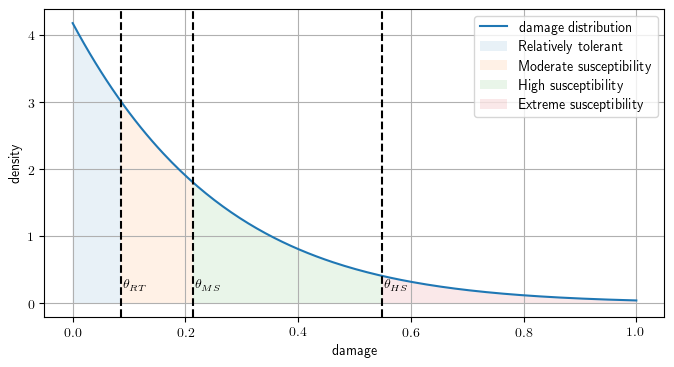 damage distribution
Relatively tolerant
Moderate susceptibility
High susceptibility
Extreme susceptibility
4
3
2
1
0
density
θ_RT
θ_MS
θ_HS
0.0 0.2 0.4 0.6 0.8 1.0
damage